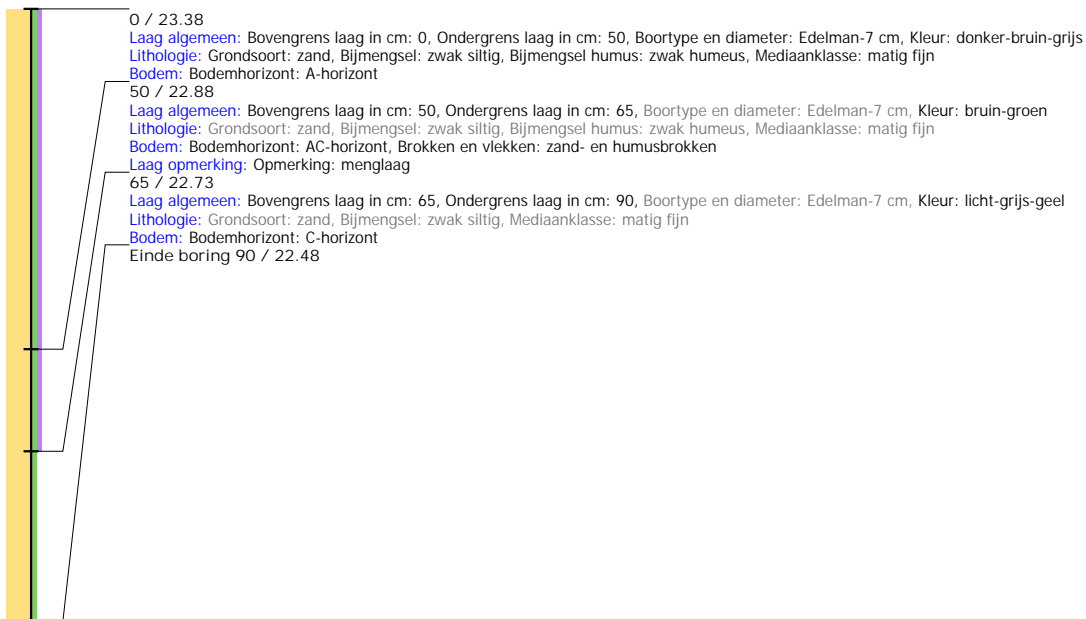 0 / 23.38
Laag algemeen: Bovengrens laag in cm: 0, Ondergrens laag in cm: 50, Boortype en diameter: Edelman-7 cm, Kleur: donker-bruin-grijs
Lithologie: Grondsoort: zand, Bijmengsel: zwak siltig, Bijmengsel humus: zwak humeus, Mediaanklasse: matig fijn
Bodem: Bodemhorizont: A-horizont
50 / 22.88
Laag algemeen: Bovengrens laag in cm: 50, Ondergrens laag in cm: 65, Boortype en diameter: Edelman-7 cm, Kleur: bruin-groen
Lithologie: Grondsoort: zand, Bijmengsel: zwak siltig, Bijmengsel humus: zwak humeus, Mediaanklasse: matig fijn
Bodem: Bodemhorizont: AC-horizont, Brokken en vlekken: zand- en humusbrokken
Laag opmerking: Opmerking: menglaag
65 / 22.73
Laag algemeen: Bovengrens laag in cm: 65, Ondergrens laag in cm: 90, Boortype en diameter: Edelman-7 cm, Kleur: licht-grijs-geel
Lithologie: Grondsoort: zand, Bijmengsel: zwak siltig, Mediaanklasse: matig fijn
Bodem: Bodemhorizont: C-horizont
Einde boring 90 / 22.48